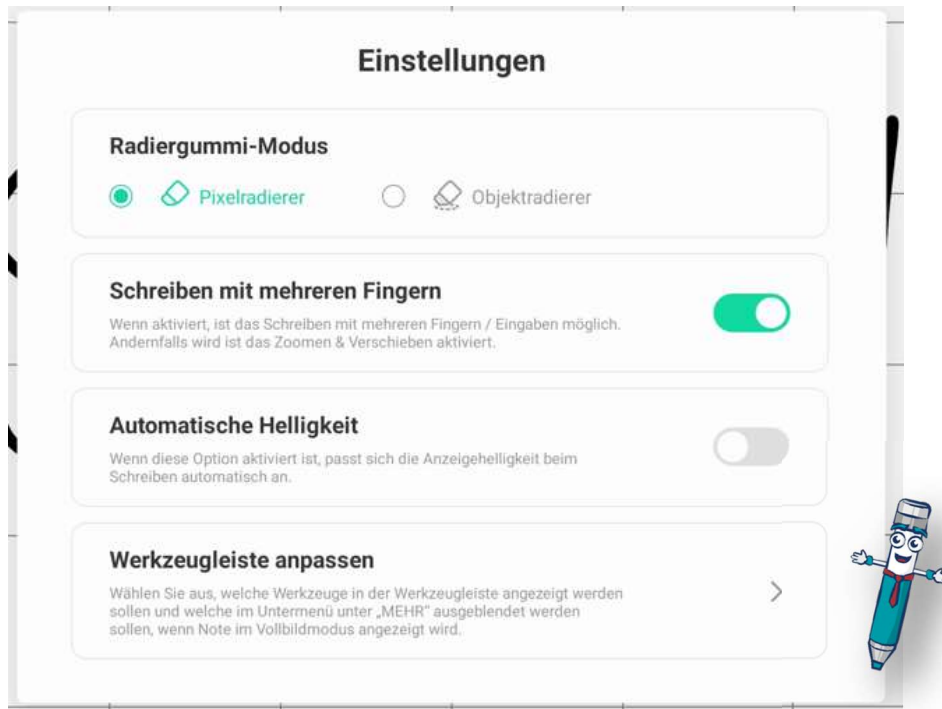 Einstellungen
Radiergummi-Modus
Pixelradierer
Objektradierer
Schreiben mit mehreren Fingern
Wenn aktiviert, ist das Schreiben mit mehreren Fingern / Eingaben möglich.
Andernfalls wird ist das Zoomen & Verschieben aktiviert.
Automatische Helligkeit
Wenn diese Option aktiviert ist, passt sich die Anzeigehelligkeit beim
Schreiben automatisch an.
Werkzeugleiste anpassen
Wählen Sie aus, welche Werkzeuge in der Werkzeugleiste angezeigt werden
sollen und welche im Untermenü unter „MEHR" ausgeblendet werden
sollen, wenn Note im Vollbildmodus angezeigt wird.